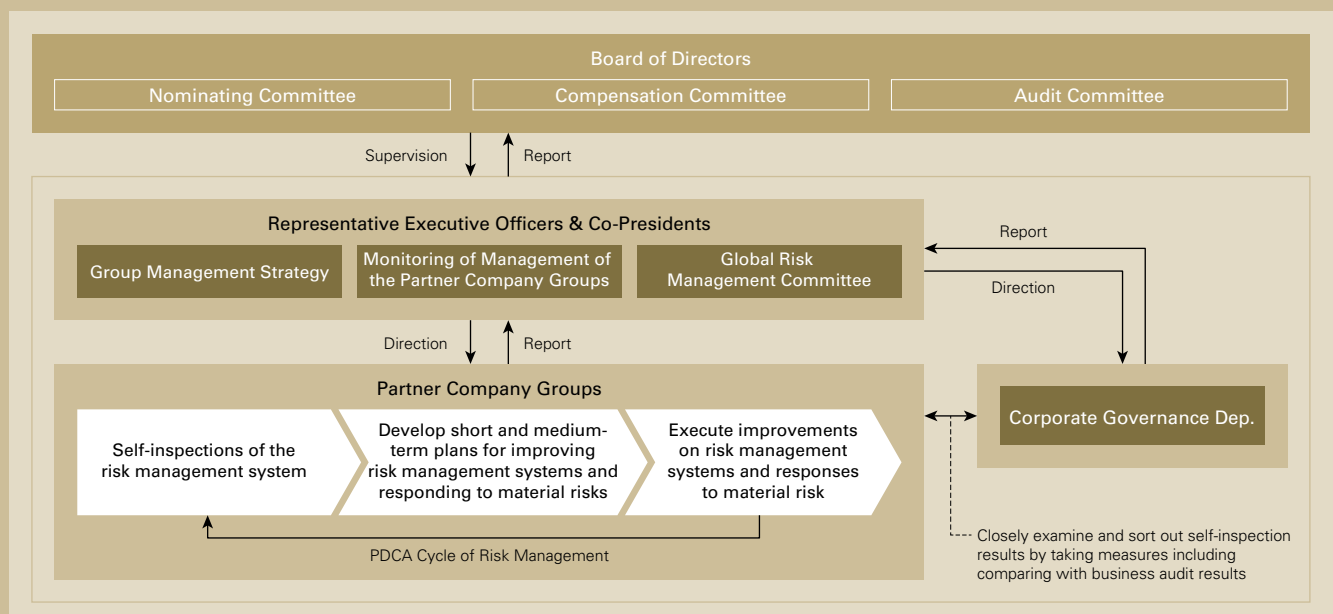 Board of Directors
Nominating Committee
Compensation Committee
Audit Committee
Supervision
Report
Representative Executive Officers & Co-Presidents
Group Management Strategy
Monitoring of Management of
the Partner Company Groups
Global Risk
Management Committee
Report
Direction
Direction
Report
Partner Company Groups
Self-inspections of the
risk management system
Develop short and medium-
term plans for improving
risk management systems and
responding to material risks
Execute improvements
on risk management
systems and responses
to material risk
PDCA Cycle of Risk Management
Corporate Governance Dep.
Closely examine and sort out self-inspection
results by taking measures including
comparing with business audit results